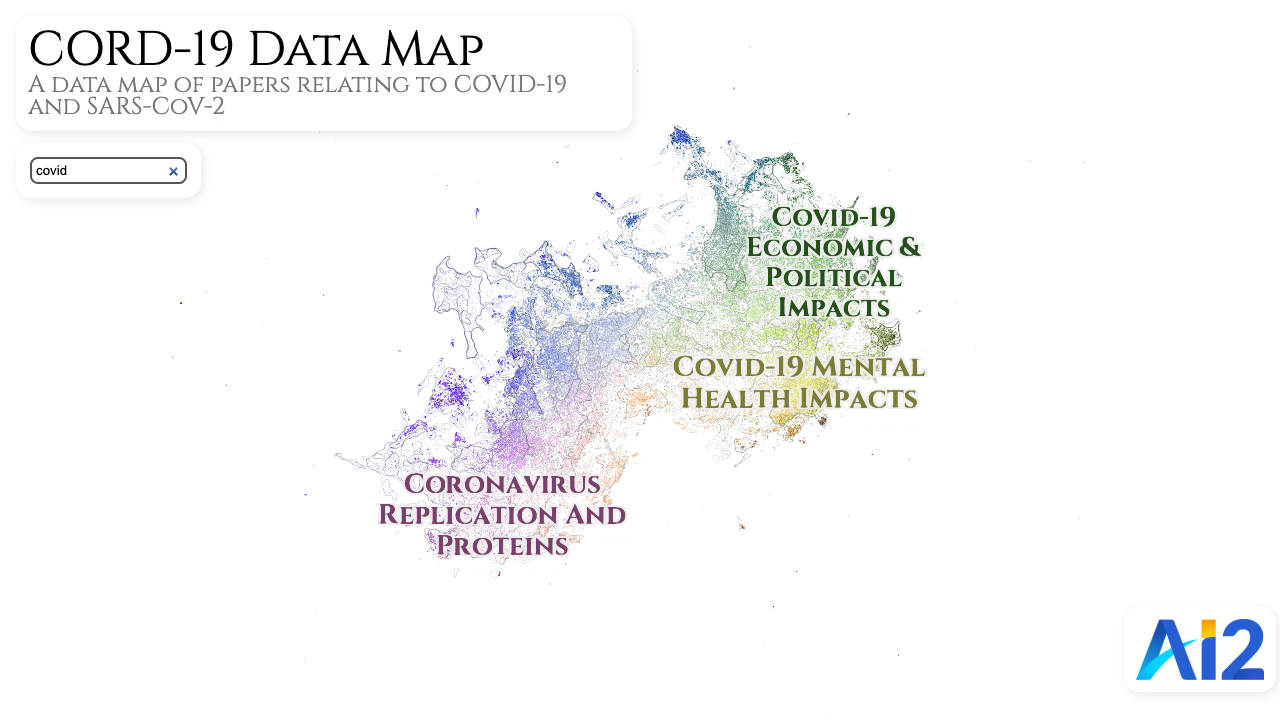 CORD-19 Data Map
A data map of papers relating to COVID-19
and SARS-CoV-2
covid
Covid-19
Economic &
Political
Impacts
Covid-19 Mental
Health Impacts
Coronavirus
Replication And
Proteins
Ai2